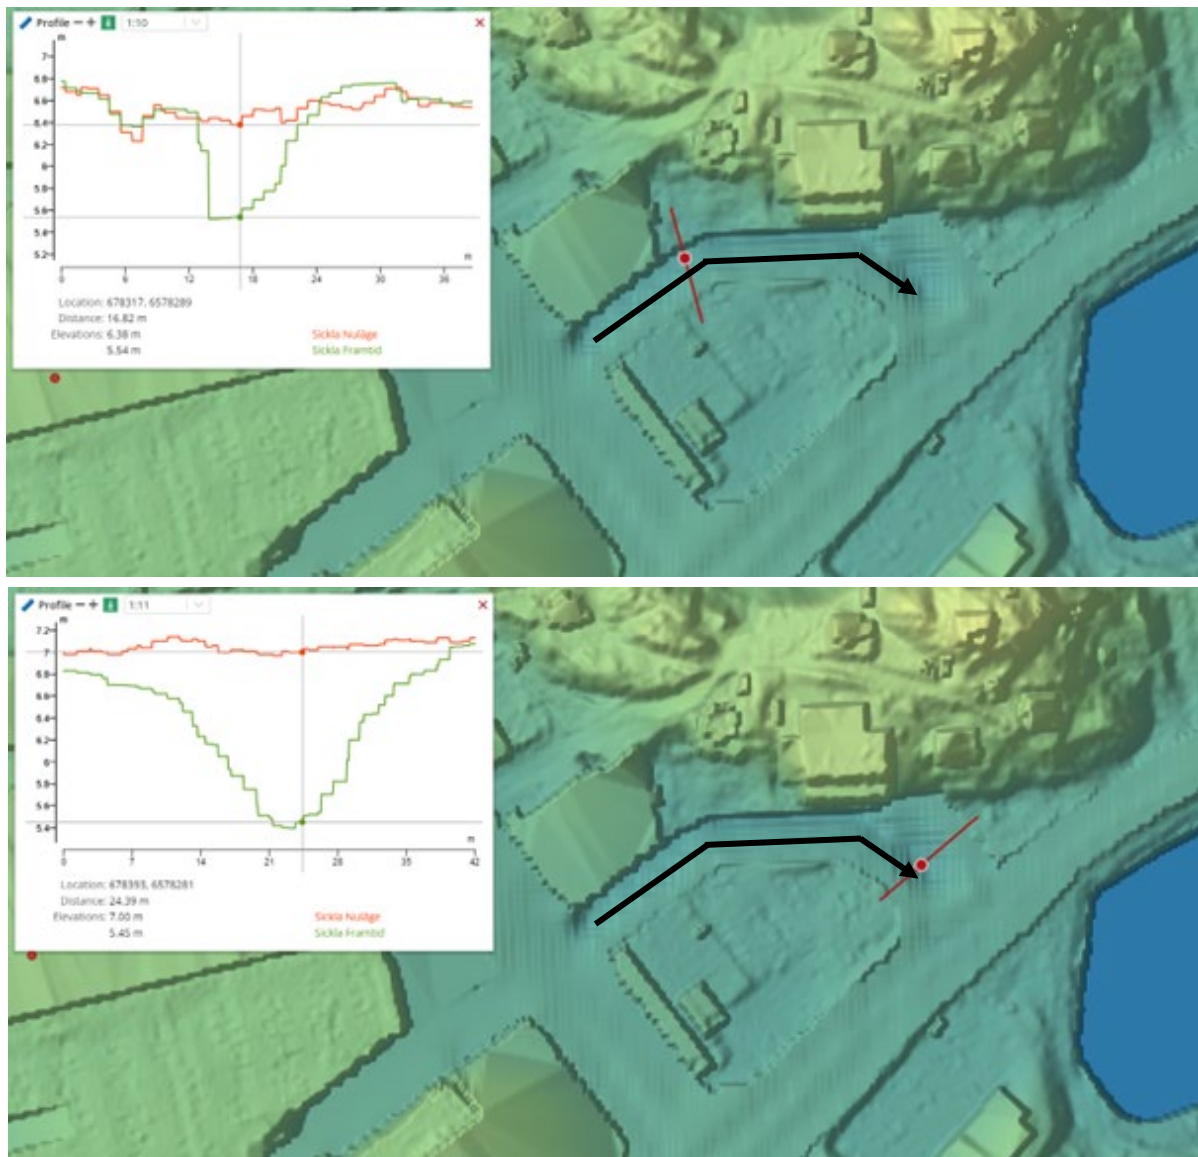 Profile 1:10
m
7
6.8
6.6
6.4
6.2
6
5.8
5.6
5.4
5.2
m
0 6 12 18 24 30 36
Location: 678317, 6578289
Distance: 16.82 m
Elevations: 6.38 m Sickla Nuläge
5.54 m Sickla Framtid
Profile 1:11
m
7.2
7
6.8
6.6
6.4
6.2
6
5.8
5.6
5.4
m
0 7 14 21 28 35 42
Location: 678393, 6578281
Distance: 24.39 m
Elevations: 7.00 m Sickla Nuläge
5.45 m Sickla Framtid